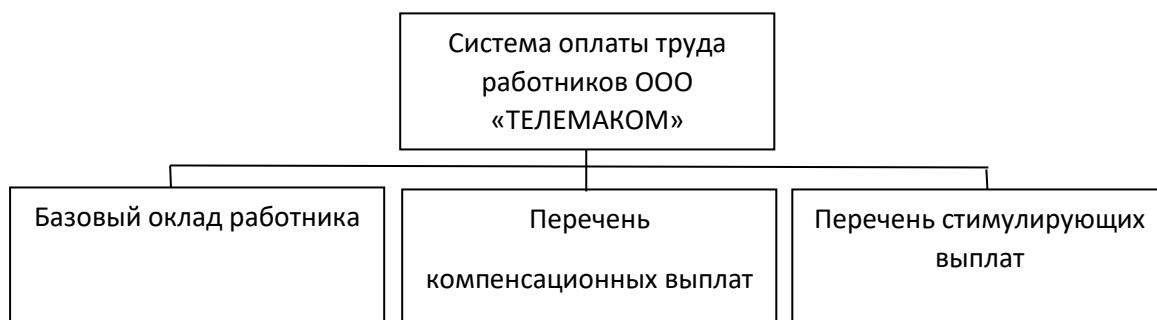 Система оплаты труда
работников ООО
«ТЕЛЕМАКОМ»
Базовый оклад работника
Перечень
компенсационных выплат
Перечень стимулирующих
выплат